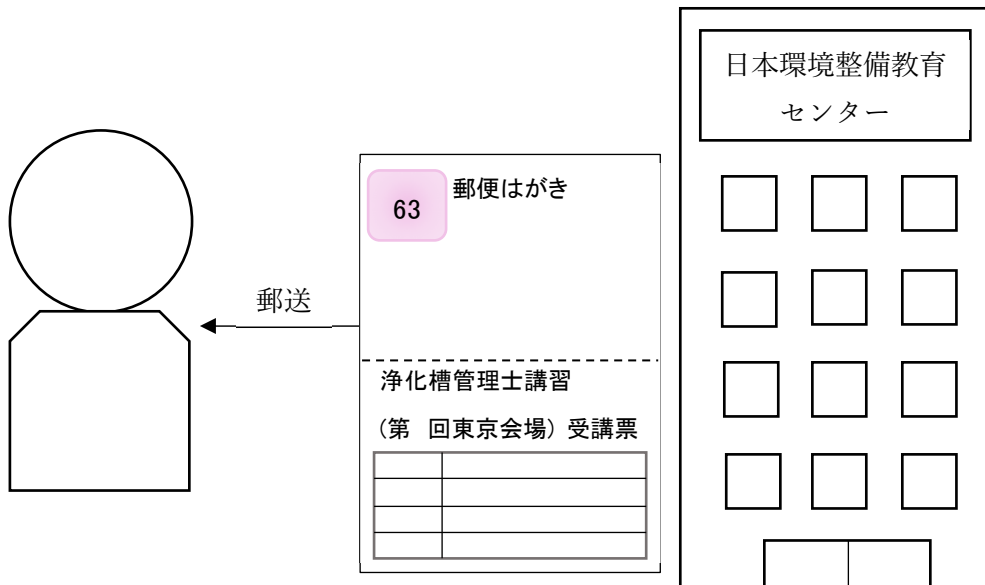 日本環境整備教育
センター
63
郵便はがき
郵送
浄化槽管理士講習
(第　回東京会場) 受講票